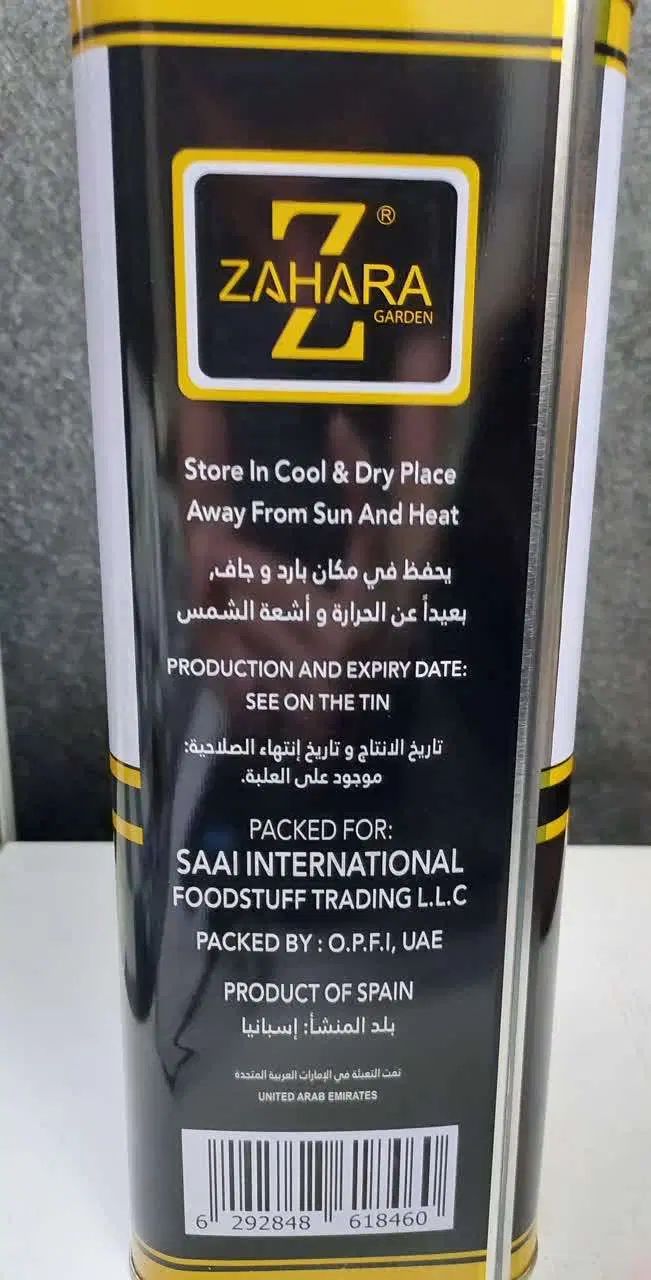 Z®
ZAHARA
GARDEN
Store In Cool & Dry Place
Away From Sun And Heat
يحفظ في مكان بارد و جاف,
بعيداً عن الحرارة و أشعة الشمس
PRODUCTION AND EXPIRY DATE:
SEE ON THE TIN
تاريخ الانتاج و تاريخ إنتهاء الصلاحية:
موجود على العلبة.
PACKED FOR:
SAAI INTERNATIONAL
FOODSTUFF TRADING L.L.C
PACKED BY : O.P.F.I, UAE
PRODUCT OF SPAIN
بلد المنشأ: إسبانيا
تمت التعبئة في الإمارات العربية المتحدة
UNITED ARAB EMIRATES
6 292848 618460